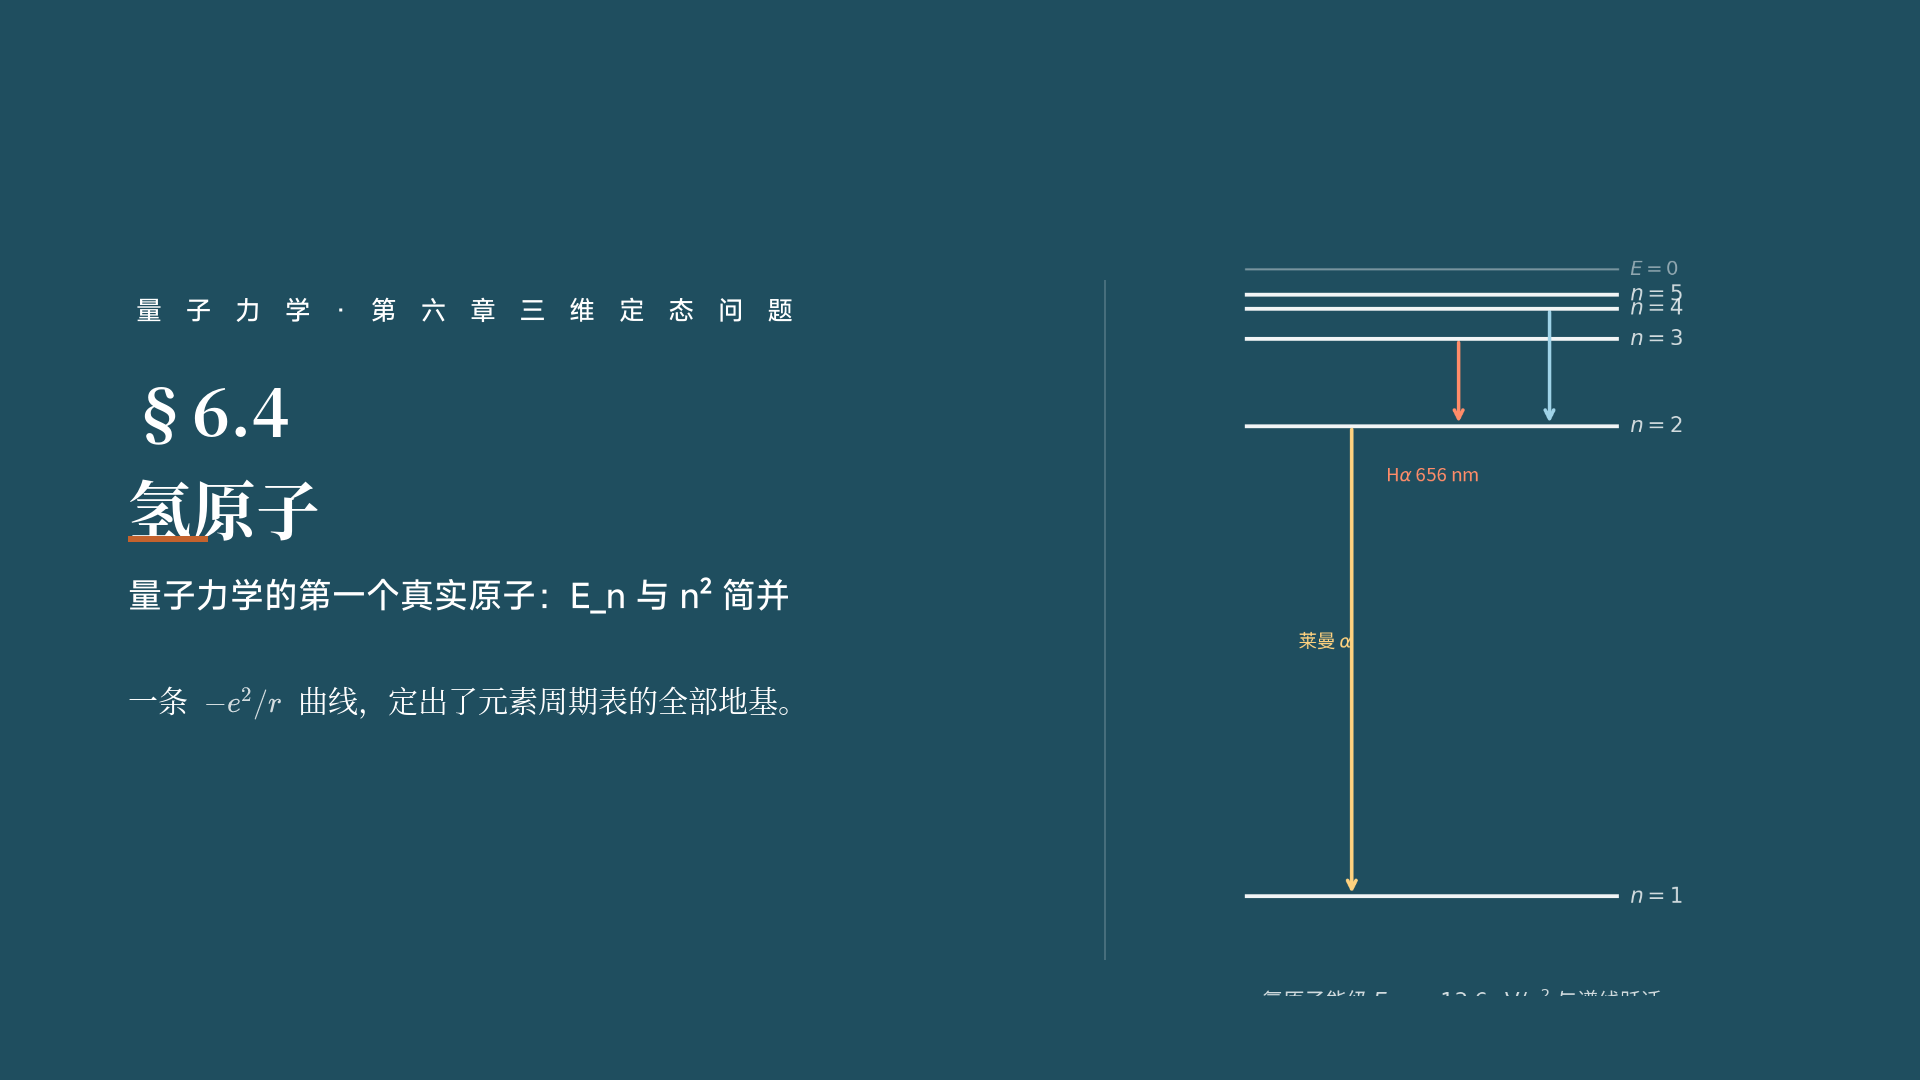 量子力学·第六章三维定态问题
§6.4
氢原子
量子力学的第一个真实原子：E_n 与 n² 简并
一条 −e²/r 曲线，定出了元素周期表的全部地基。
E = 0
n = 5
n = 4
n = 3
n = 2
Hα 656 nm
莱曼 α
n = 1